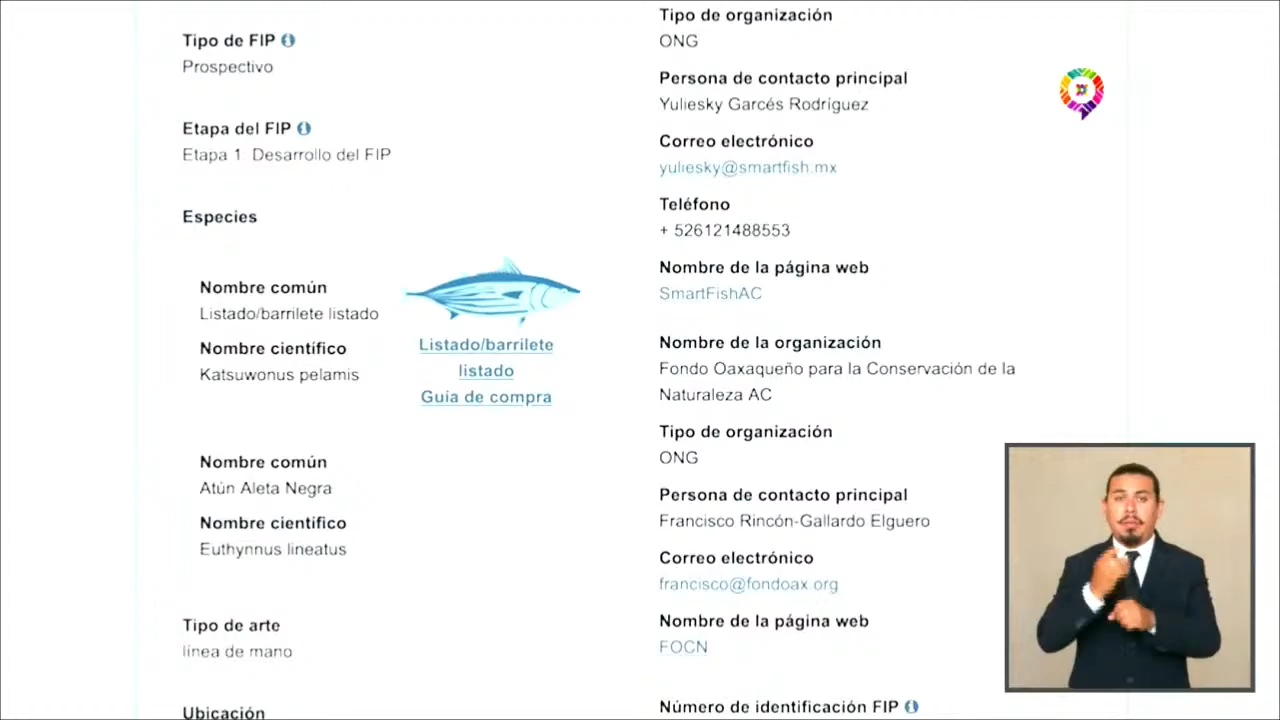 Tipo de FIP
Prospectivo
Etapa del FIP
Etapa 1 Desarrollo del FIP
Especies
Nombre común
Listado/barrilete listado
Nombre científico
Katsuwonus pelamis
Listado/barrilete
listado
Guía de compra
Nombre común
Atún Aleta Negra
Nombre científico
Euthynnus lineatus
Tipo de arte
línea de mano
Ubicación
Tipo de organización
ONG
Persona de contacto principal
Yuliesky Garcés Rodríguez
Correo electrónico
yuliesky@smartfish.mx
Teléfono
+ 526121488553
Nombre de la página web
SmartFishAC
Nombre de la organización
Fondo Oaxaqueño para la Conservación de la
Naturaleza AC
Tipo de organización
ONG
Persona de contacto principal
Francisco Rincón-Gallardo Elguero
Correo electrónico
francisco@fondoax.org
Nombre de la página web
FOCN
Número de identificación FIP